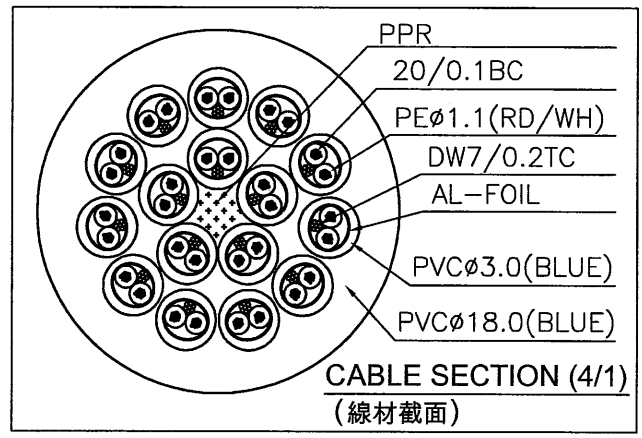 PPR
20/0.1BC
PEø1.1(RD/WH)
DW7/0.2TC
AL-FOIL
PVCø3.0(BLUE)
PVCø18.0(BLUE)
CABLE SECTION (4/1)
(線材截面)